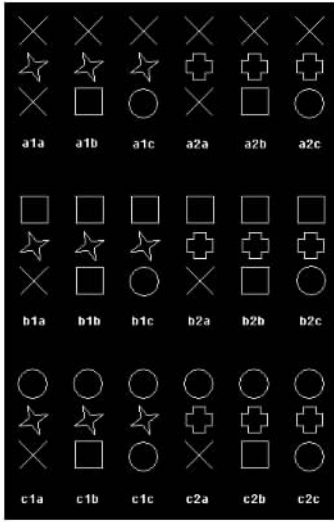 a1a a1b a1c a2a a2b a2c
b1a b1b b1c b2a b2b b2c
c1a c1b c1c c2a c2b c2c